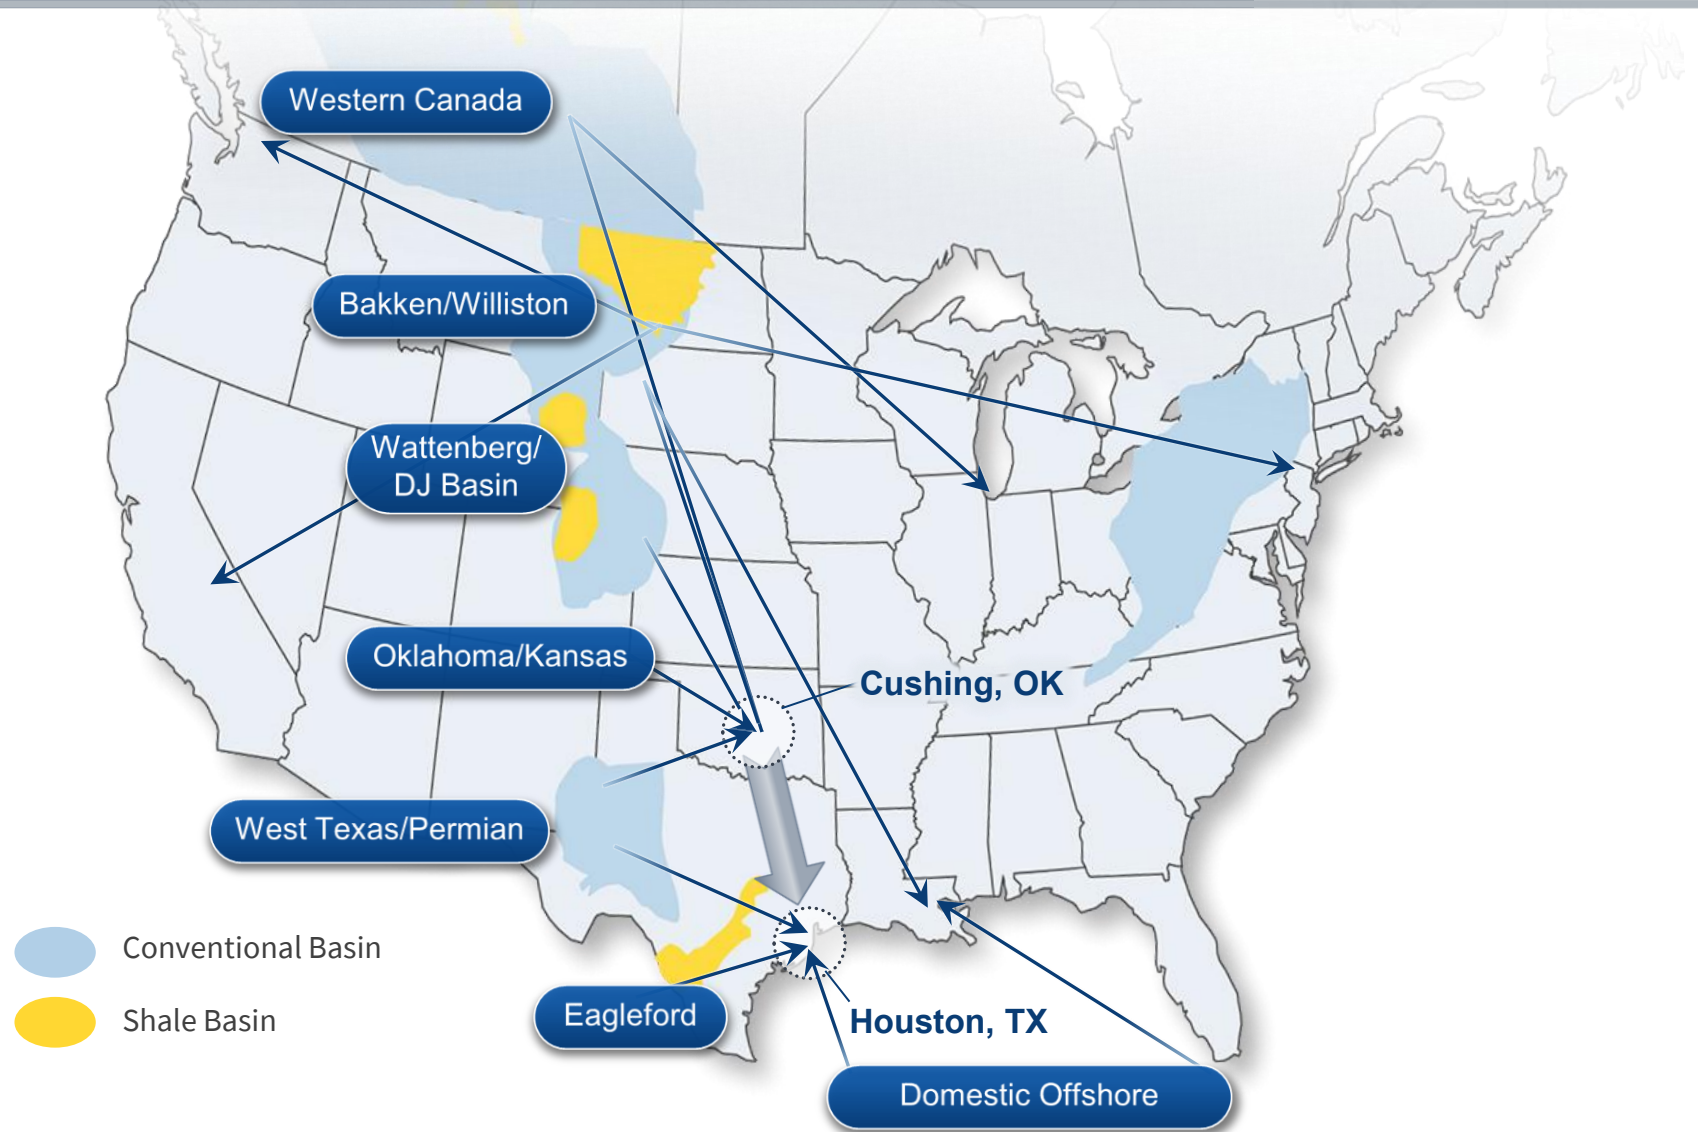 Western Canada
Bakken/Williston
Wattenberg/
DJ Basin
Oklahoma/Kansas
Cushing, OK
West Texas/Permian
Conventional Basin
Shale Basin
Eagleford
Houston, TX
Domestic Offshore